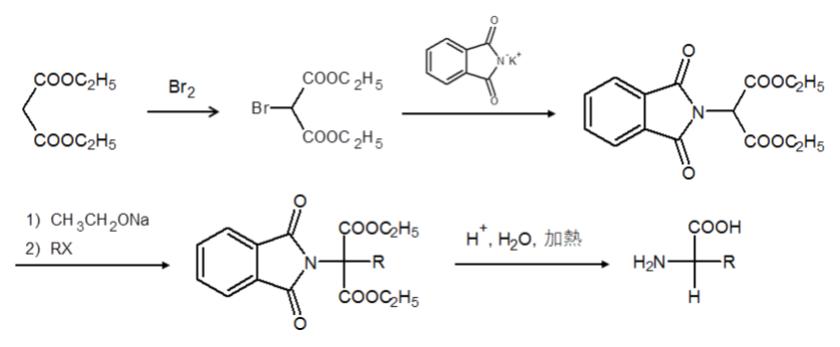 COOC2H5
COOC2H5
Br2
Br
COOC2H5
COOC2H5
O
N-K+
O
O
N
O
COOC2H5
COOC2H5
1) CH3CH2ONa
2) RX
O
N
O
COOC2H5
R
COOC2H5
H+, H2O, 加熱
COOH
H2N
R
H